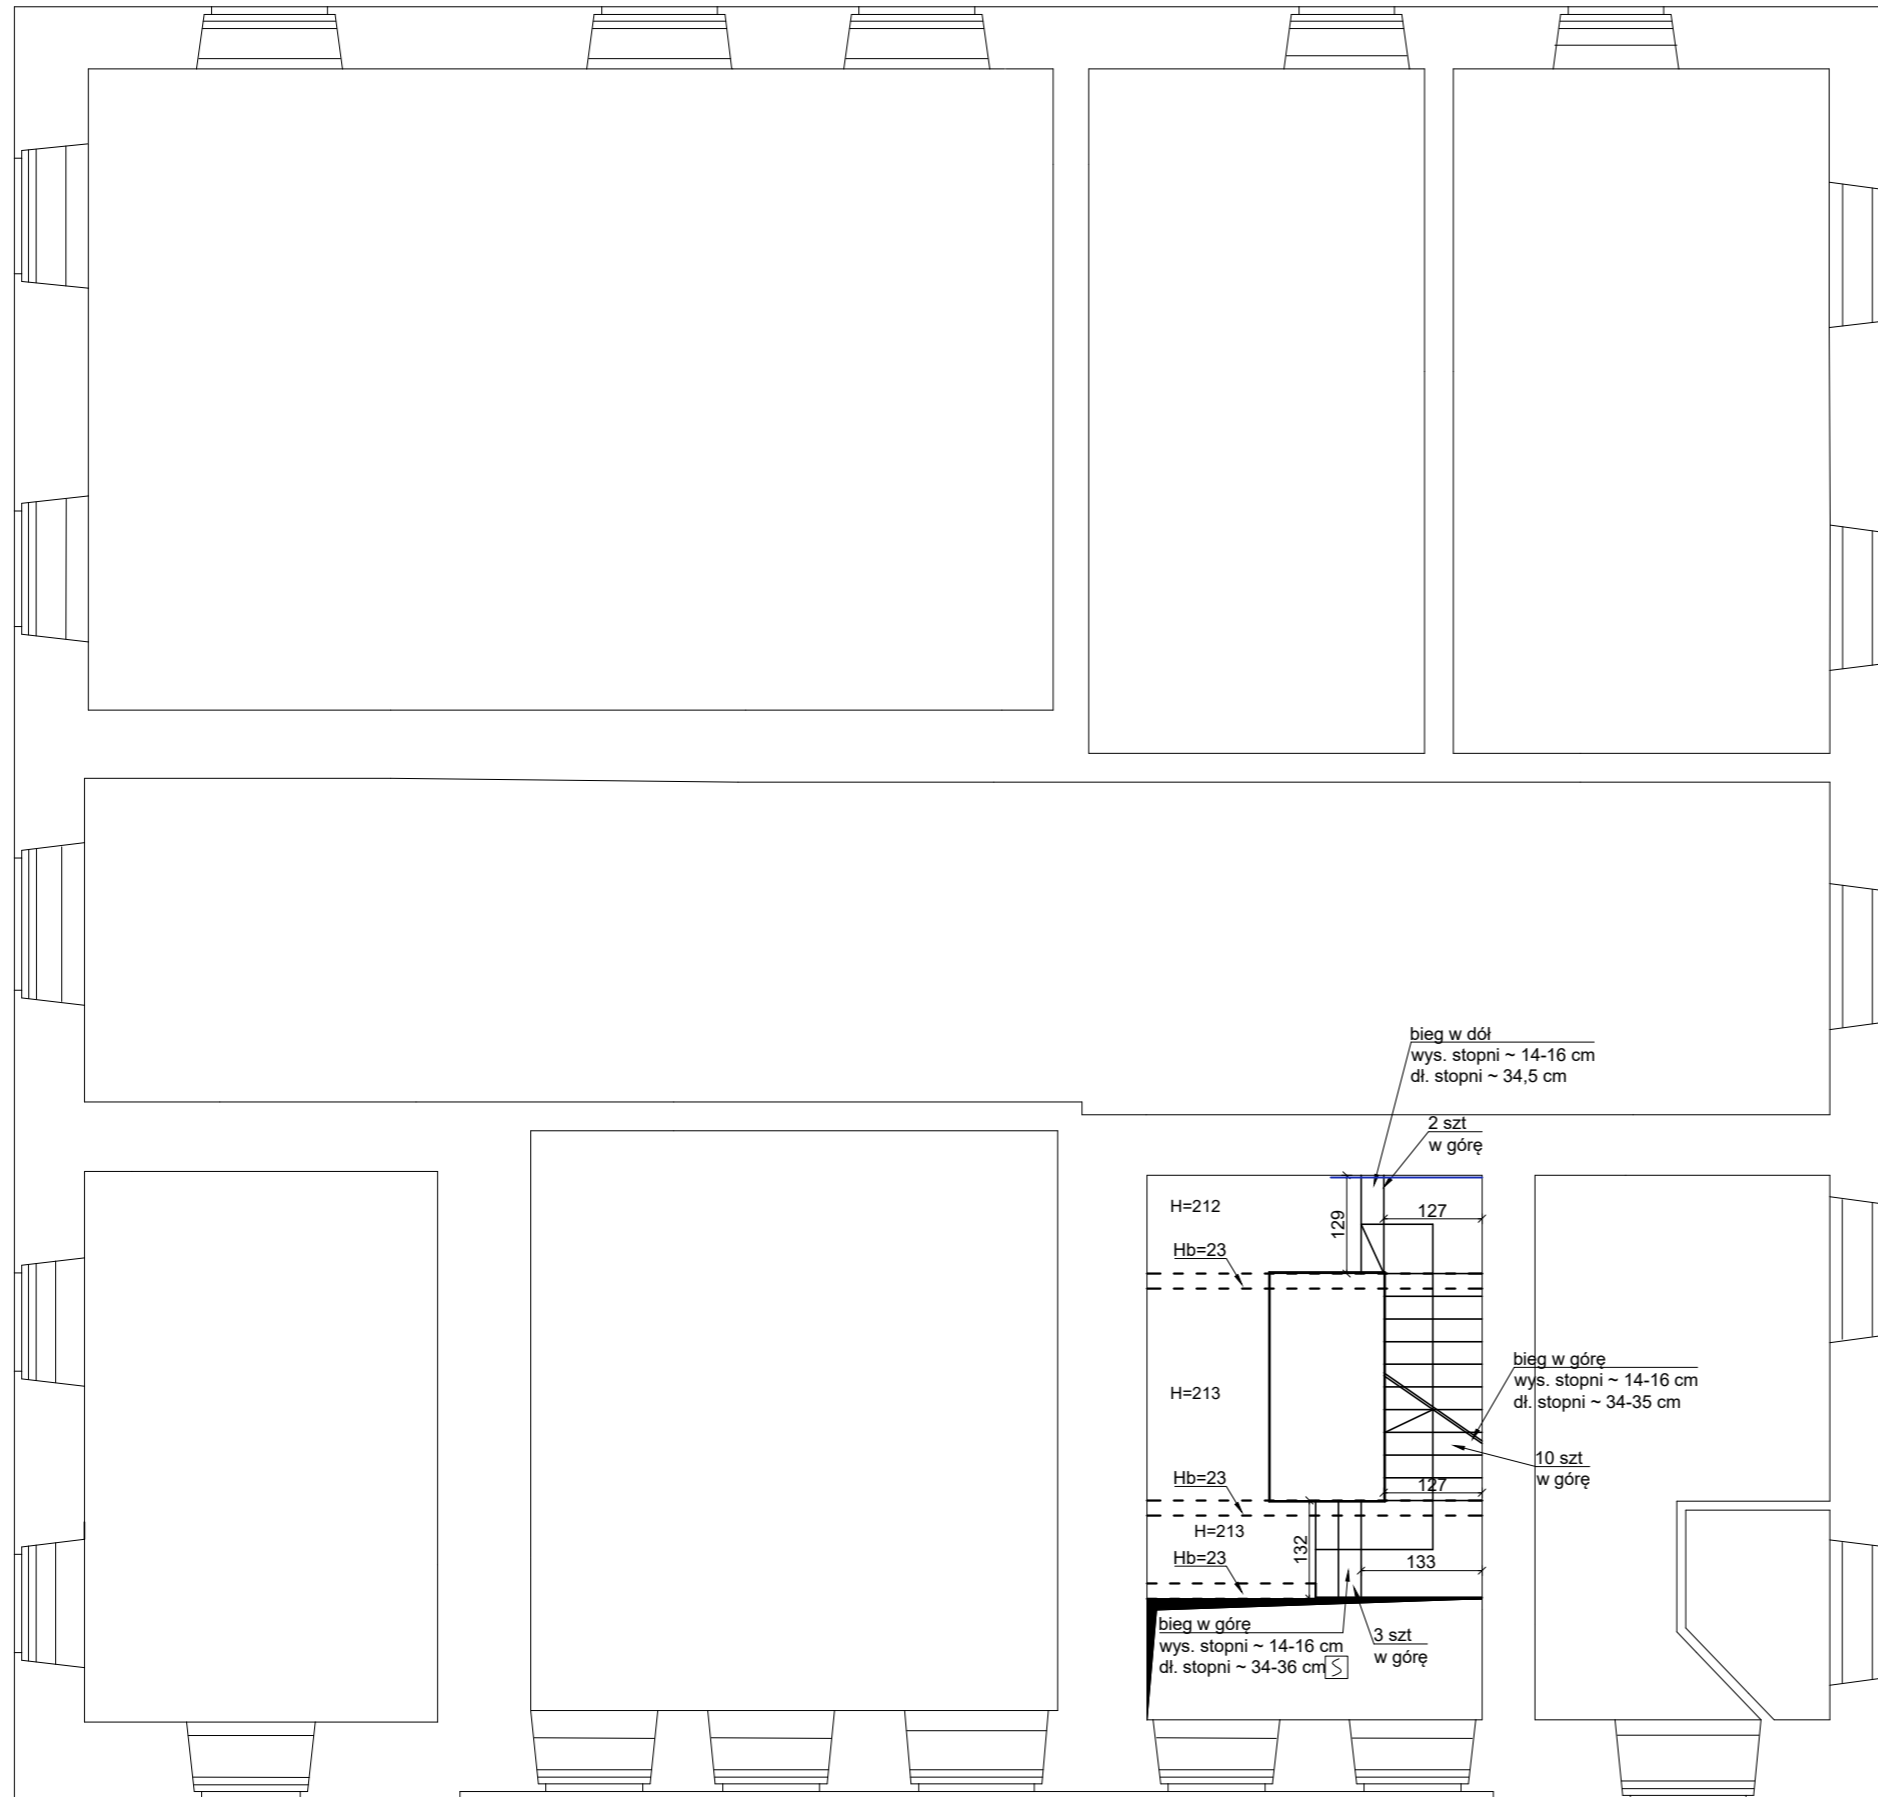 bieg w dół
wys. stopni ~ 14-16 cm
dł. stopni ~ 34,5 cm
2 szt
w górę
H=212
129
127
Hb=23
bieg w górę
wys. stopni ~ 14-16 cm
dł. stopni ~ 34-35 cm
H=213
10 szt
w górę
Hb=23
127
H=213
132
Hb=23
133
bieg w górę
wys. stopni ~ 14-16 cm
dł. stopni ~ 34-36 cm
3 szt
w górę